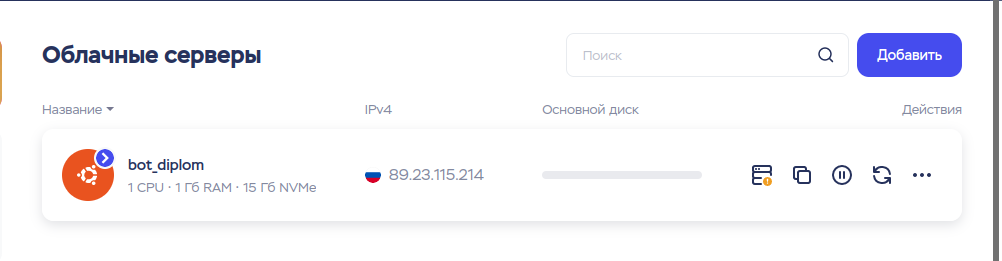 Облачные серверы
Поиск
Добавить
Название
IPv4
Основной диск
Действия
bot_diplom
1 CPU · 1 Гб RAM · 15 Гб NVMe
89.23.115.214